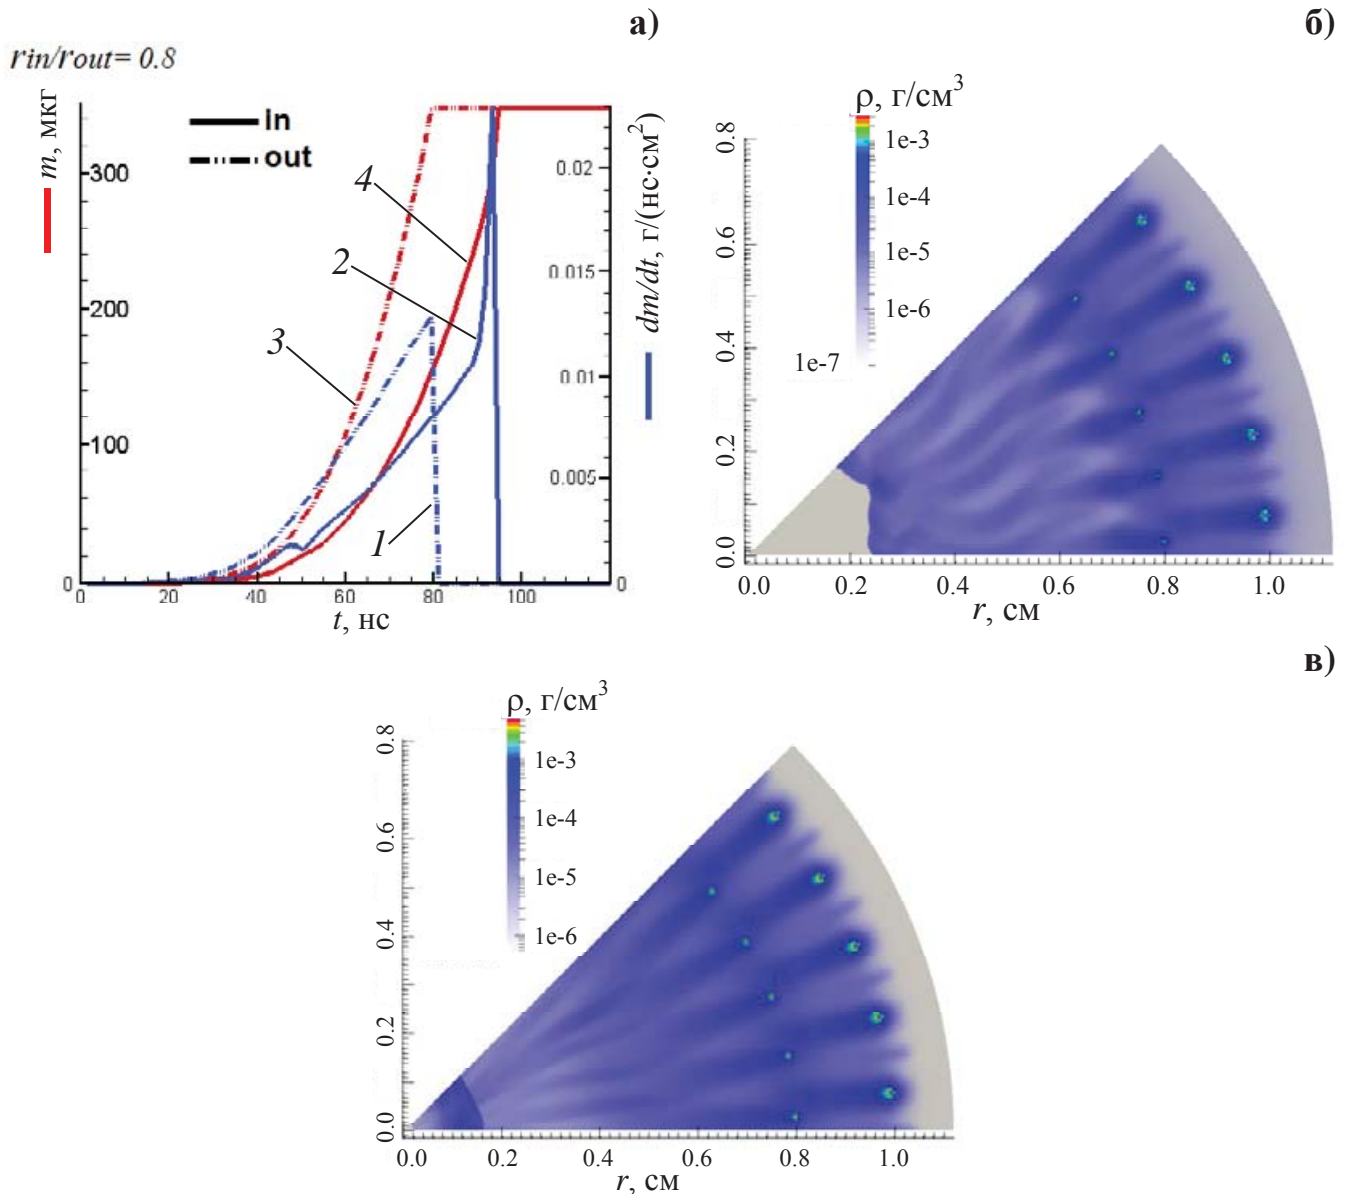 а)
rin/rout= 0.8
m, мкг
in
out
300
200
100
0
0.02
0.015
0.01
0.005
0
dm/dt, г/(нс·см²)
4
2
3
1
0 20 40 60 80 100
t, нс
б)
ρ, г/см³
1e-3
1e-4
1e-5
1e-6
1e-7
0.8
0.6
0.4
0.2
0.0
0.0 0.2 0.4 0.6 0.8 1.0
r, см
в)
ρ, г/см³
1e-3
1e-4
1e-5
1e-6
0.8
0.6
0.4
0.2
0.0
0.0 0.2 0.4 0.6 0.8 1.0
r, см